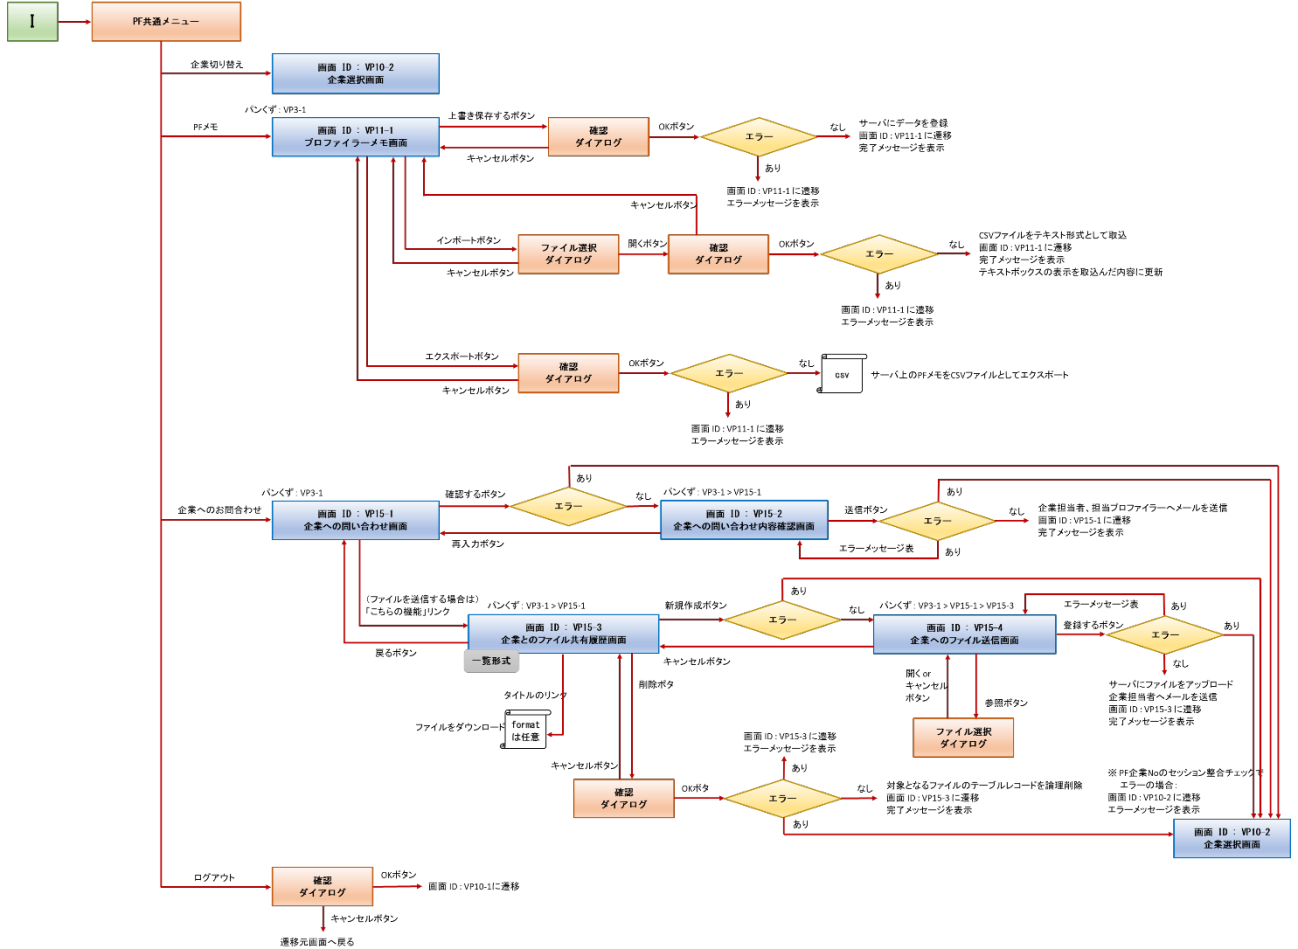 I
PF共通メニュー
企業切り替え
画面 ID : VP10-2
企業選択画面
パンくず : VP3-1
PFメモ
画面 ID : VP11-1
プロファイラーメモ画面
上書き保存するボタン
キャンセルボタン
確認
ダイアログ
OKボタン
エラー
なし
サーバにデータを登録
画面 ID : VP11-1 に遷移
完了メッセージを表示
あり
画面 ID : VP11-1 に遷移
エラーメッセージを表示
キャンセルボタン
インポートボタン
キャンセルボタン
ファイル選択
ダイアログ
開くボタン
確認
ダイアログ
OKボタン
エラー
なし
CSVファイルをテキスト形式として取込
画面 ID : VP11-1 に遷移
完了メッセージを表示
テキストボックスの表示を取込んだ内容に更新
あり
画面 ID : VP11-1 に遷移
エラーメッセージを表示
エクスポートボタン
キャンセルボタン
確認
ダイアログ
OKボタン
エラー
なし
csv
サーバ上のPFメモをCSVファイルとしてエクスポート
あり
画面 ID : VP11-1 に遷移
エラーメッセージを表示
企業へのお問合わせ
パンくず : VP3-1
画面 ID : VP15-1
企業への問い合わせ画面
確認するボタン
再入力ボタン
エラー
あり
なし
パンくず : VP3-1 > VP15-1
画面 ID : VP15-2
企業への問い合わせ内容確認画面
送信ボタン
エラーメッセージ表
エラー
あり
あり
なし
企業担当者、担当プロファイラーへメールを送信
画面 ID : VP15-1 に遷移
完了メッセージを表示
（ファイルを送信する場合は）
「こちらの機能」リンク
戻るボタン
パンくず : VP3-1 > VP15-1
画面 ID : VP15-3
企業とのファイル共有履歴画面
一覧形式
新規作成ボタン
キャンセルボタン
エラー
あり
なし
パンくず : VP3-1 > VP15-1 > VP15-3
画面 ID : VP15-4
企業へのファイル送信画面
エラーメッセージ表
登録するボタン
エラー
あり
あり
なし
サーバにファイルをアップロード
企業担当者へメールを送信
画面 ID : VP15-3 に遷移
完了メッセージを表示
開く or
キャンセル
ボタン
参照ボタン
ファイル選択
ダイアログ
タイトルのリンク
ファイルをダウンロード
format
は任意
削除ボタ
キャンセルボタン
確認
ダイアログ
OKボタ
エラー
あり
画面 ID : VP15-3 に遷移
エラーメッセージを表示
なし
対象となるファイルのテーブルレコードを論理削除
画面 ID : VP15-3 に遷移
完了メッセージを表示
あり
※ PF企業Noのセッション整合チェックで
エラーの場合 :
画面 ID : VP10-2 に遷移
エラーメッセージを表示
画面 ID : VP10-2
企業選択画面
ログアウト
確認
ダイアログ
OKボタン
画面 ID : VP10-1に遷移
キャンセルボタン
遷移元画面へ戻る